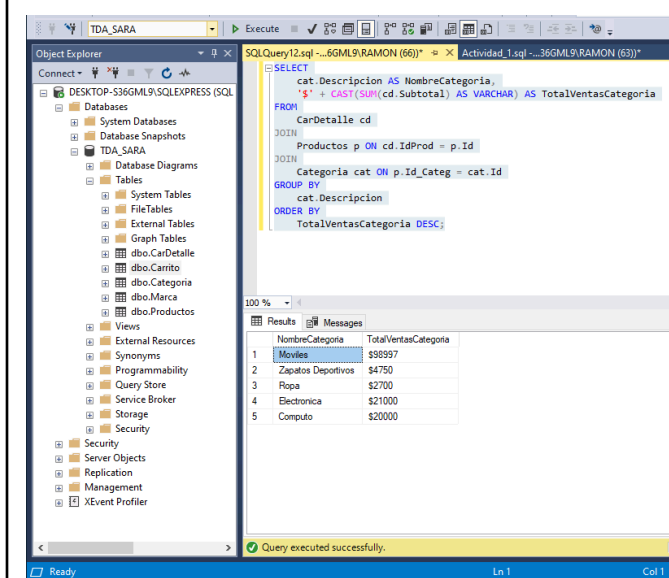 TDA_SARA
Execute
Object Explorer
SQLQuery12.sql -...6GML9\RAMON (66))*
Actividad_1.sql -...36GML9\RAMON (63))*
Connect
DESKTOP-S36GML9\SQLEXPRESS (SQL
Databases
System Databases
Database Snapshots
TDA_SARA
Database Diagrams
Tables
System Tables
FileTables
External Tables
Graph Tables
dbo.CarDetalle
dbo.Carrito
dbo.Categoria
dbo.Marca
dbo.Productos
Views
External Resources
Synonyms
Programmability
Query Store
Service Broker
Storage
Security
Security
Server Objects
Replication
Management
XEvent Profiler
SELECT
cat.Descripcion AS NombreCategoria,
'$' + CAST(SUM(cd.Subtotal) AS VARCHAR) AS TotalVentasCategoria
FROM
CarDetalle cd
JOIN
Productos p ON cd.IdProd = p.Id
JOIN
Categoria cat ON p.Id_Categ = cat.Id
GROUP BY
cat.Descripcion
ORDER BY
TotalVentasCategoria DESC;
100 %
Results Messages
NombreCategoria TotalVentasCategoria
1 Moviles $98997
2 Zapatos Deportivos $4750
3 Ropa $2700
4 Electronica $21000
5 Computo $20000
Query executed successfully.
Ready Ln 1 Col 1